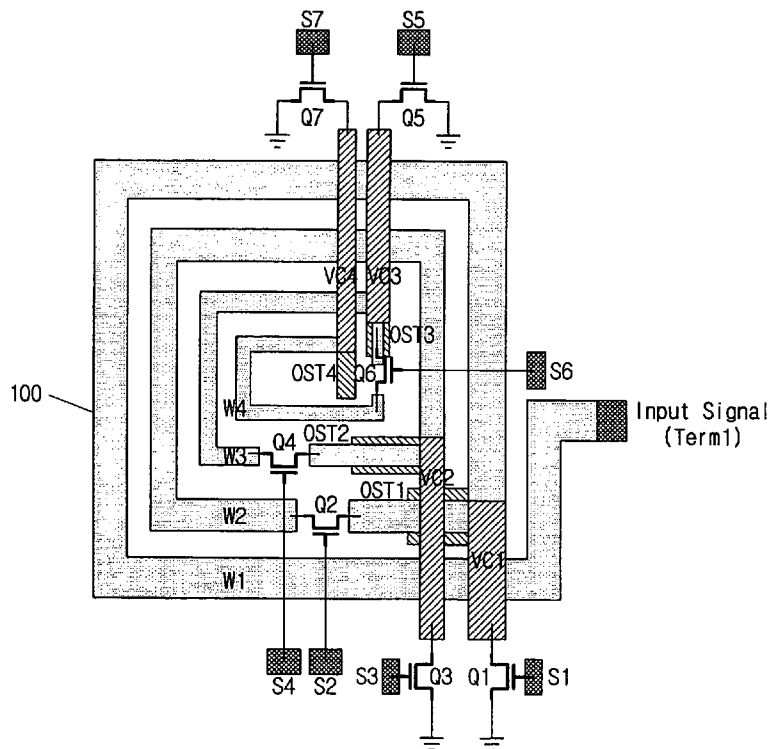 S7
S5
Q7
Q5
VC4
VC3
OST3
OST4
Q6
S6
100
W4
Input Signal
(Term1)
OST2
Q4
W3
VC2
OST1
Q2
W2
VC1
W1
S4
S2
S3
Q3
Q1
S1